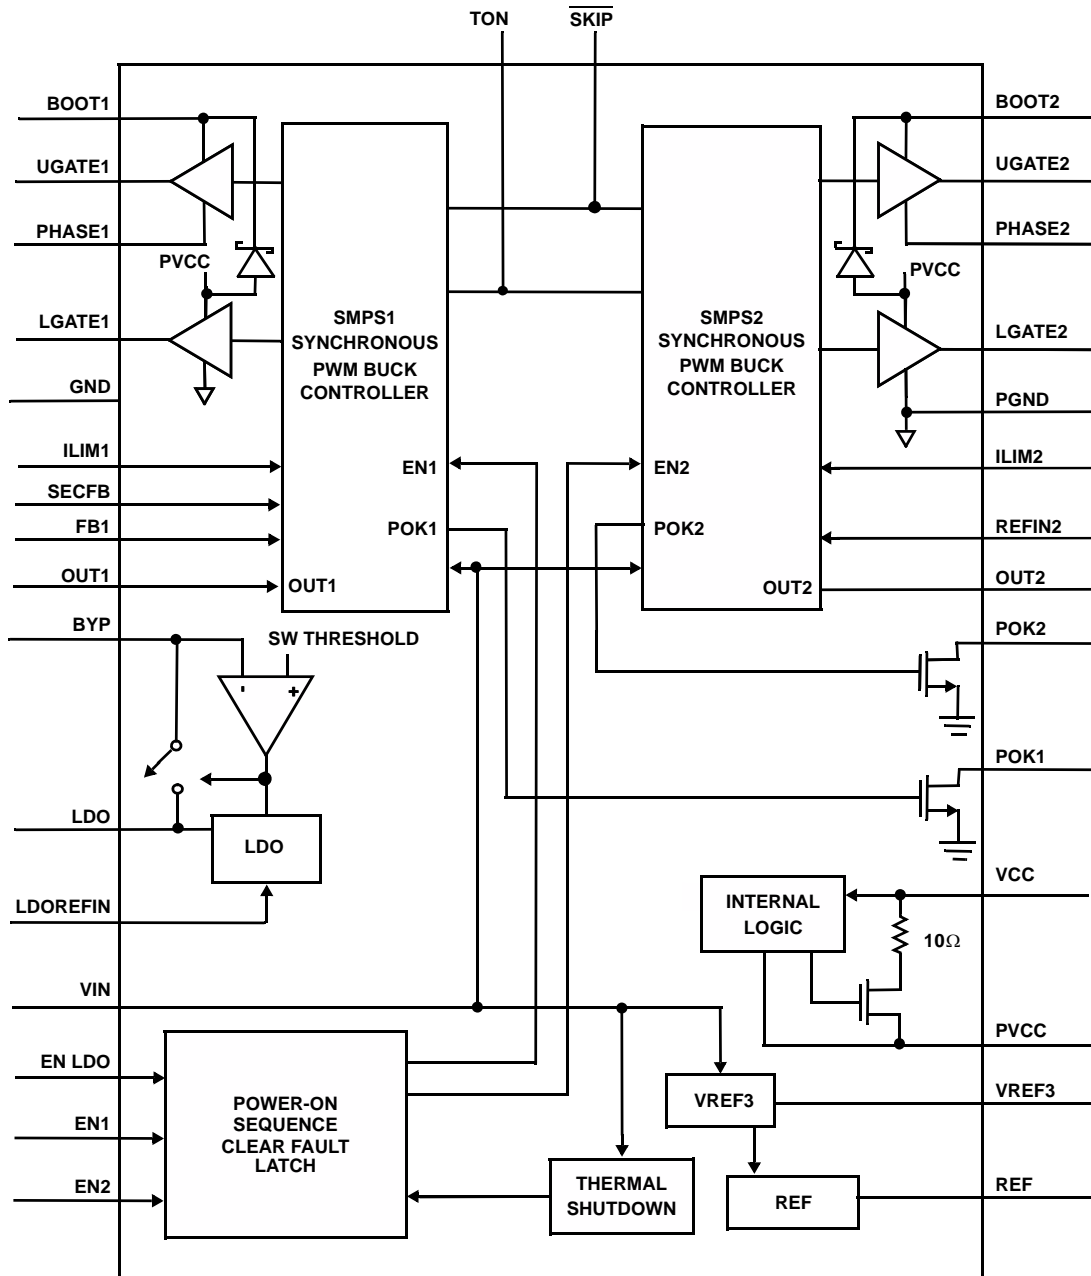 TON
SKIP
BOOT1
BOOT2
UGATE1
UGATE2
PHASE1
PHASE2
PVCC
PVCC
LGATE1
LGATE2
SMPS1
SYNCHRONOUS
PWM BUCK
CONTROLLER
SMPS2
SYNCHRONOUS
PWM BUCK
CONTROLLER
GND
PGND
ILIM1
EN1
EN2
ILIM2
SECFB
FB1
POK1
POK2
REFIN2
OUT1
OUT1
OUT2
OUT2
BYP
SW THRESHOLD
POK2
-
+
POK1
LDO
LDO
LDOREFIN
INTERNAL
LOGIC
VCC
10Ω
VIN
PVCC
EN LDO
EN1
EN2
POWER-ON
SEQUENCE
CLEAR FAULT
LATCH
VREF3
VREF3
THERMAL
SHUTDOWN
REF
REF